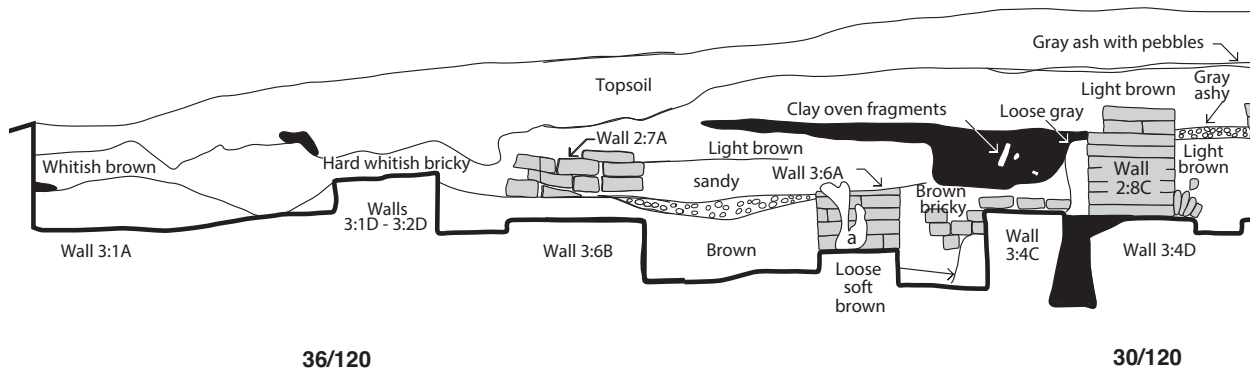 Gray ash with pebbles
Topsoil
Light brown
Gray
ashy
Clay oven fragments
Loose gray
Wall 2:7A
Whitish brown
Hard whitish bricky
Light brown
Wall 3:6A
Light
brown
sandy
Wall
2:8C
Brown
bricky
Walls
3:1D - 3:2D
a
Wall 3:1A
Wall 3:6B
Brown
Wall
3:4C
Wall 3:4D
Loose
soft
brown
36/120
30/120